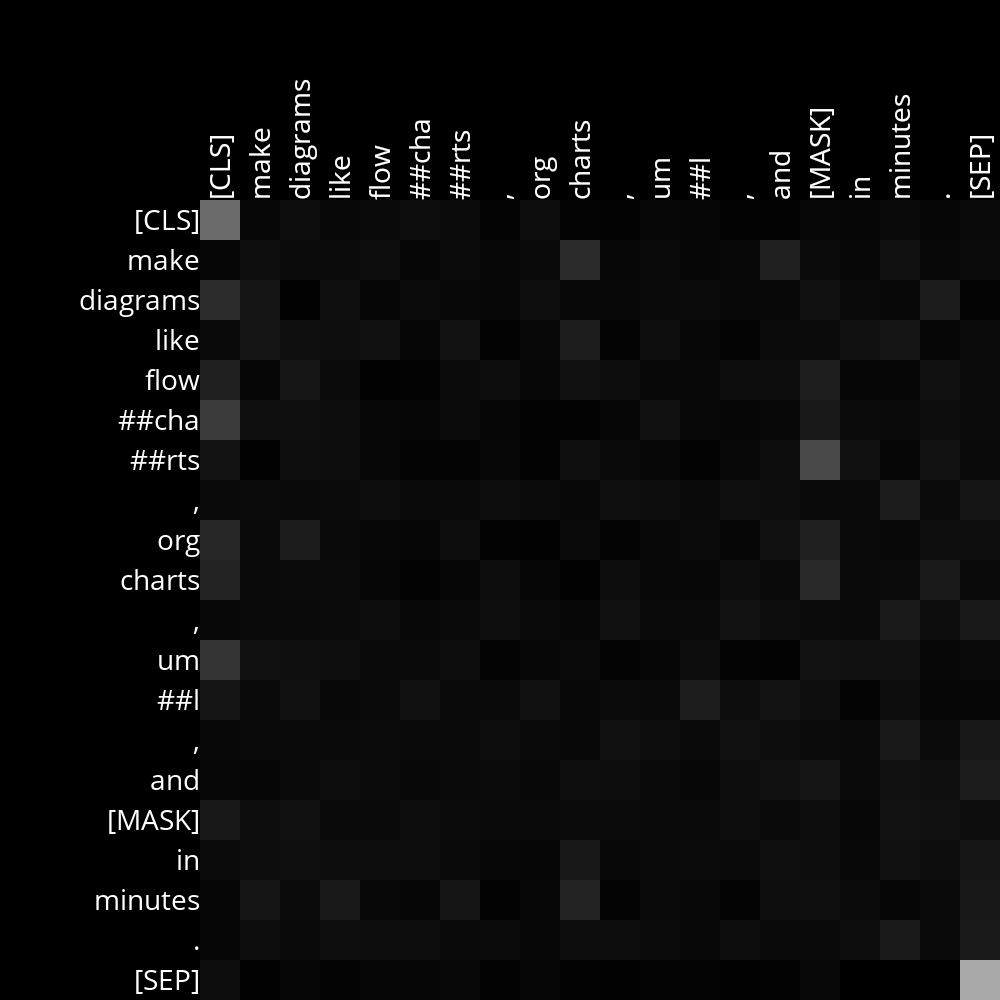 [CLS] make diagrams like flow ##cha ##rts , org charts , um ##l , and [MASK] in minutes . [SEP]
[CLS]
make
diagrams
like
flow
##cha
##rts
,
org
charts
,
um
##l
,
and
[MASK]
in
minutes
.
[SEP]